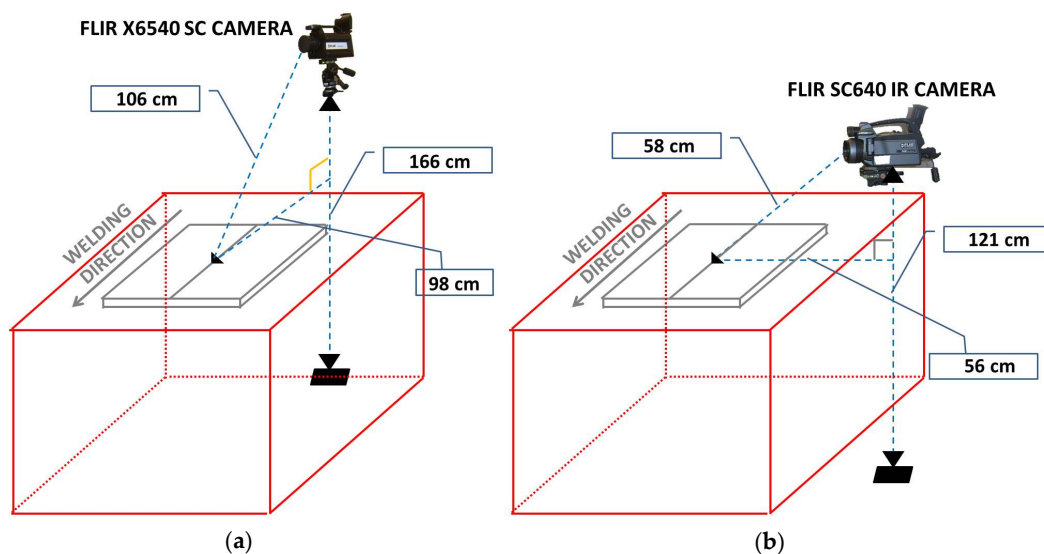 FLIR X6540 SC CAMERA
106 cm
166 cm
WELDING
DIRECTION
98 cm
(a)
FLIR SC640 IR CAMERA
58 cm
121 cm
WELDING
DIRECTION
56 cm
(b)